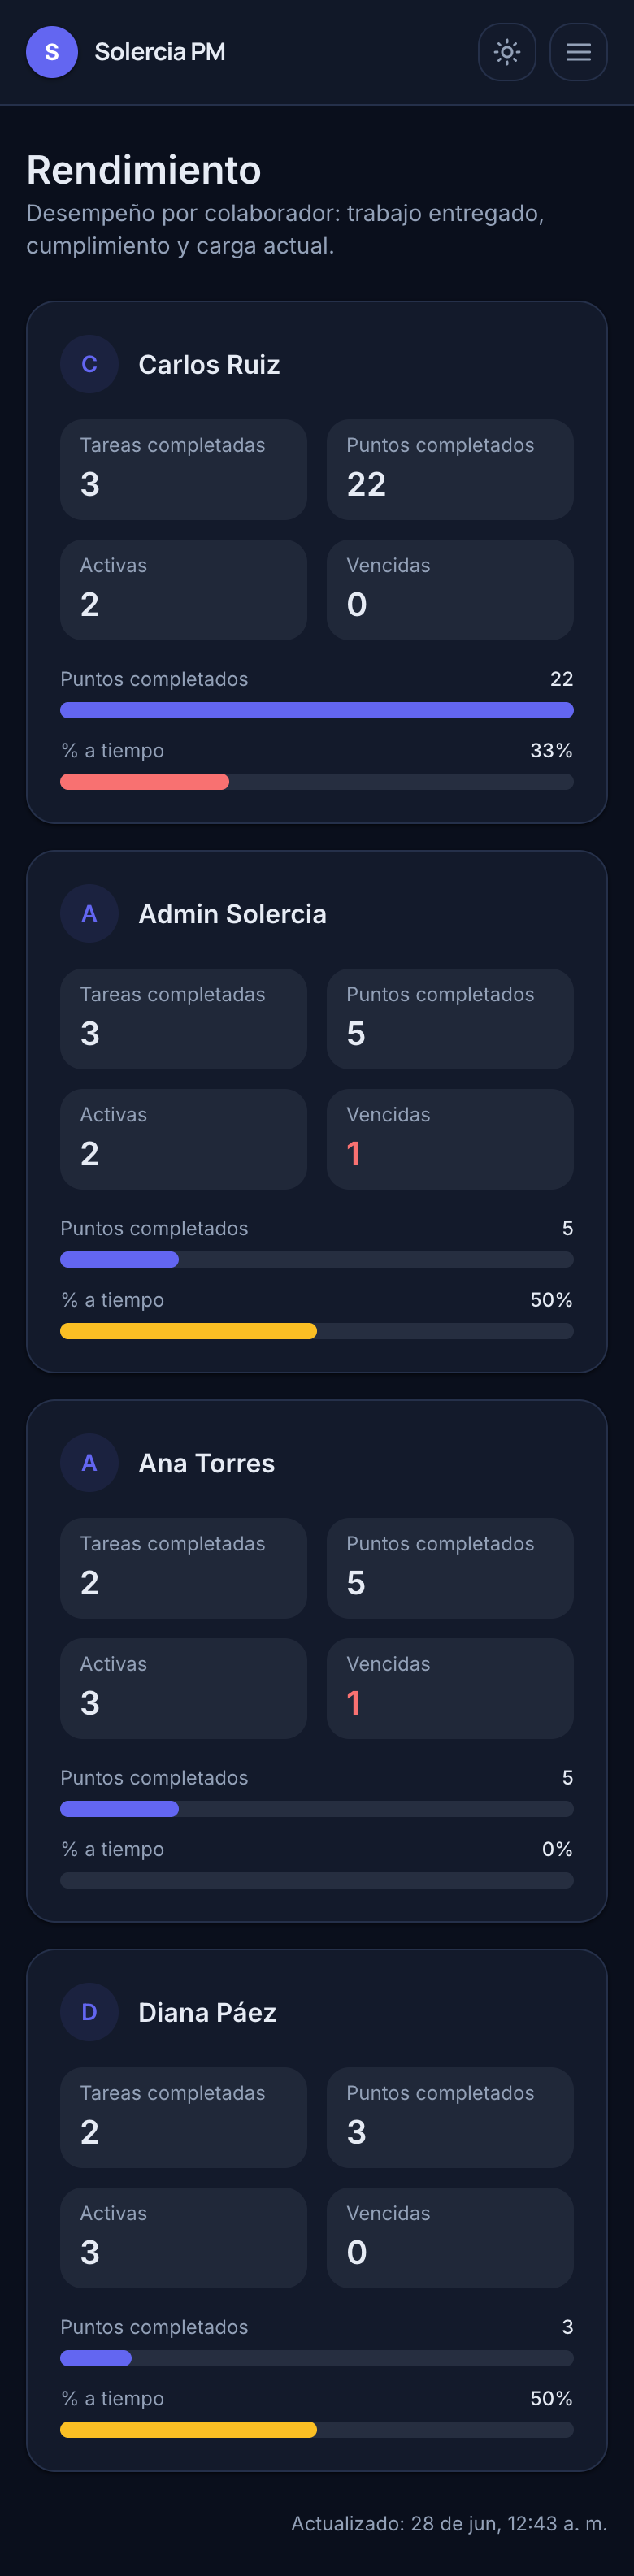 S
Solercia PM
Rendimiento
Desempeño por colaborador: trabajo entregado,
cumplimiento y carga actual.
C
Carlos Ruiz
Tareas completadas
3
Puntos completados
22
Activas
2
Vencidas
0
Puntos completados 22
% a tiempo 33%
A
Admin Solercia
Tareas completadas
3
Puntos completados
5
Activas
2
Vencidas
1
Puntos completados 5
% a tiempo 50%
A
Ana Torres
Tareas completadas
2
Puntos completados
5
Activas
3
Vencidas
1
Puntos completados 5
% a tiempo 0%
D
Diana Páez
Tareas completadas
2
Puntos completados
3
Activas
3
Vencidas
0
Puntos completados 3
% a tiempo 50%
Actualizado: 28 de jun, 12:43 a. m.